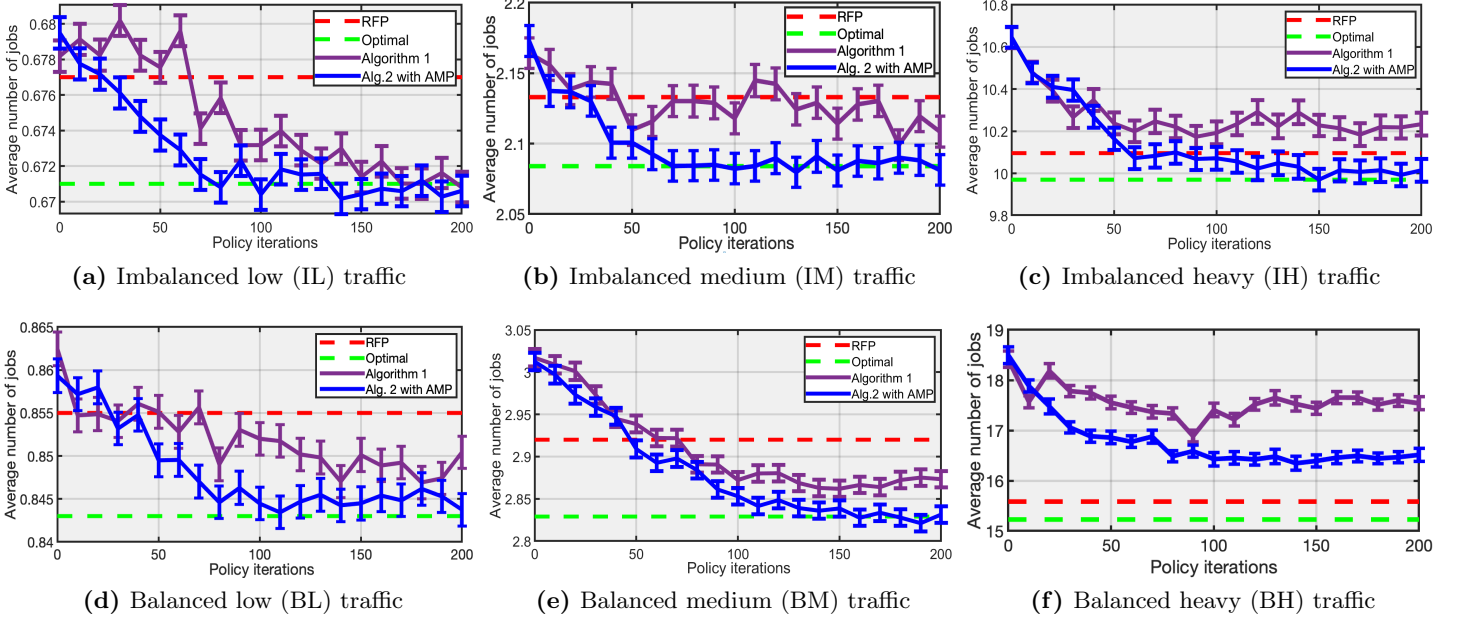 0.68
0.678
0.676
0.674
0.672
0.67
Average number of jobs
RFP
Optimal
Algorithm 1
Alg.2 with AMP
0 50 100 150 200
Policy iterations
(a) Imbalanced low (IL) traffic
2.2
2.15
2.1
2.05
Average number of jobs
RFP
Optimal
Algorithm 1
Alg.2 with AMP
0 50 100 150 200
Policy iterations
(b) Imbalanced medium (IM) traffic
10.8
10.6
10.4
10.2
10
9.8
Average number of jobs
RFP
Optimal
Algorithm 1
Alg.2 with AMP
0 50 100 150 200
Policy iterations
(c) Imbalanced heavy (IH) traffic
0.865
0.86
0.855
0.85
0.845
0.84
Average number of jobs
RFP
Optimal
Algorithm 1
Alg. 2 with AMP
0 50 100 150 200
Policy iterations
(d) Balanced low (BL) traffic
3.05
3
2.95
2.9
2.85
2.8
Average number of jobs
RFP
Optimal
Algorithm 1
Alg.2 with AMP
0 50 100 150 200
Policy iterations
(e) Balanced medium (BM) traffic
19
18
17
16
15
Average number of jobs
RFP
Optimal
Algorithm 1
Alg.2 with AMP
0 50 100 150 200
Policy iterations
(f) Balanced heavy (BH) traffic